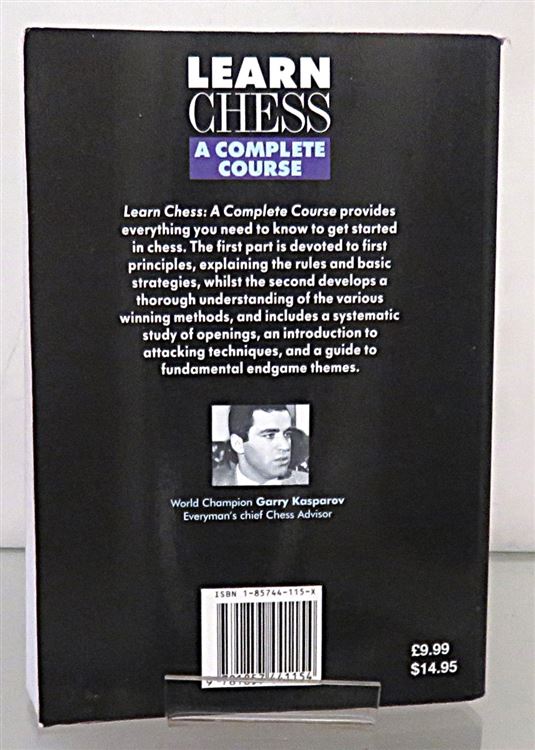 LEARN
CHESS
A COMPLETE
COURSE
Learn Chess: A Complete Course provides
everything you need to know to get started
in chess. The first part is devoted to first
principles, explaining the rules and basic
strategies, whilst the second develops a
thorough understanding of the various
winning methods, and includes a systematic
study of openings, an introduction to
attacking techniques, and a guide to
fundamental endgame themes.
World Champion Garry Kasparov
Everyman's chief Chess Advisor
ISBN 1-85744-115-X
£9.99
$14.95